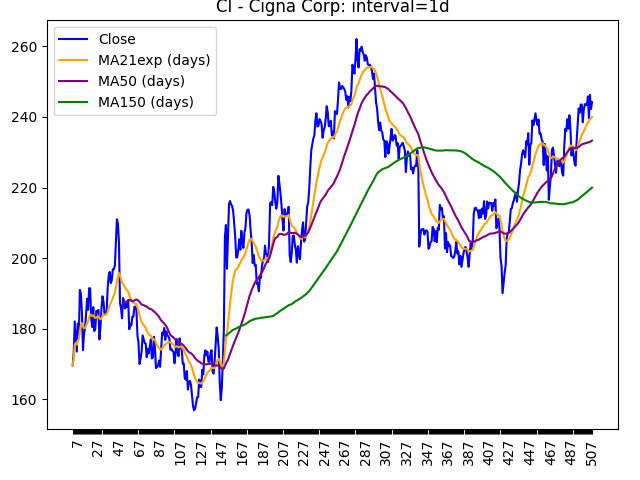 CI - Cigna Corp: interval=1d
Close
MA21exp (days)
MA50 (days)
MA150 (days)
260
240
220
200
180
160
7 27 47 67 87 107 127 147 167 187 207 227 247 267 287 307 327 347 367 387 407 427 447 467 487 507